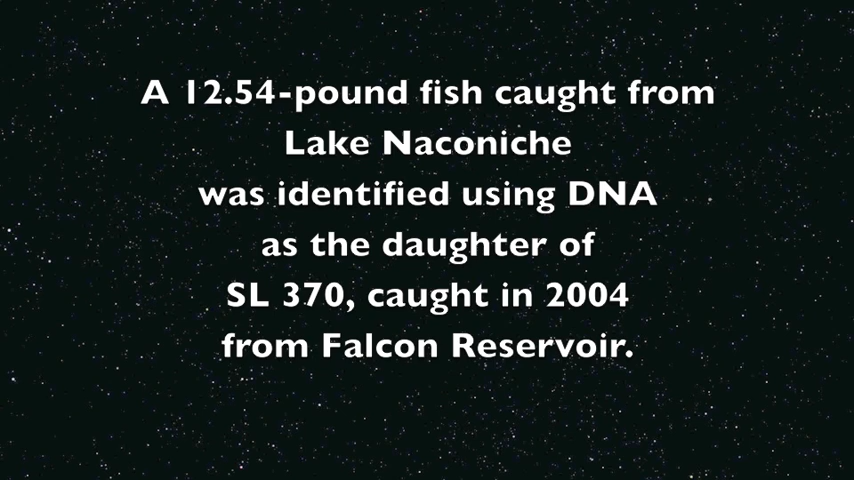 A 12.54-pound fish caught from
Lake Naconiche
was identified using DNA
as the daughter of
SL 370, caught in 2004
from Falcon Reservoir.